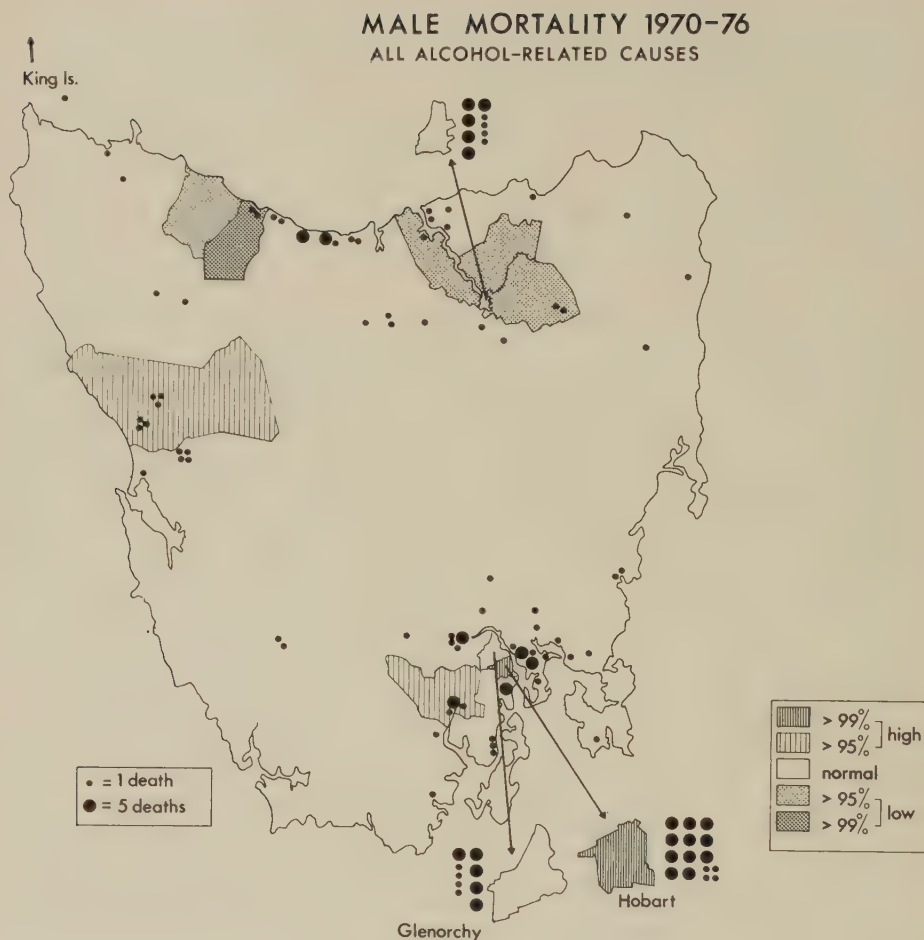 MALE MORTALITY 1970-76
ALL ALCOHOL-RELATED CAUSES
King Is.
> 99%
> 95%
high
normal
> 95%
> 99%
low
• = 1 death
● = 5 deaths
Hobart
Glenorchy